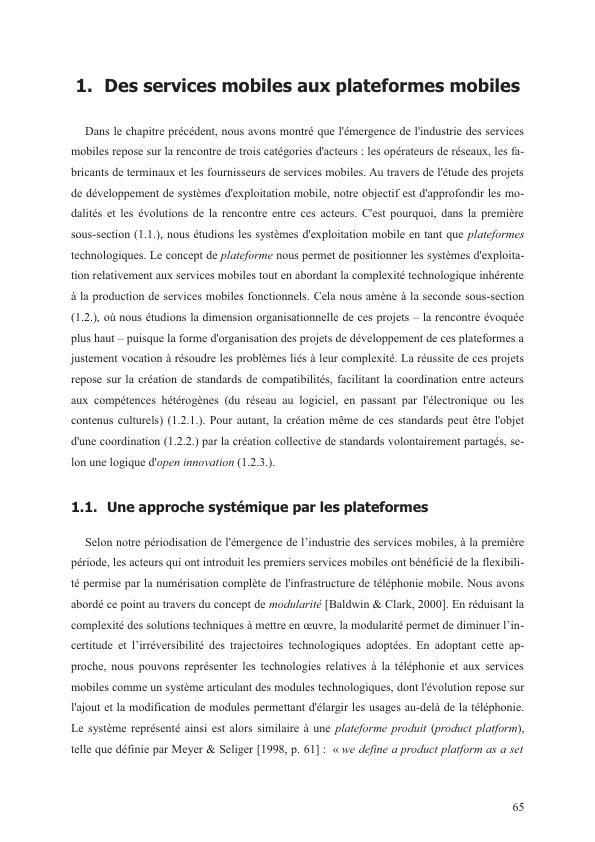 1. Des services mobiles aux plateformes mobiles
Dans le chapitre précédent, nous avons montré que l'émergence de l'industrie des services
mobiles repose sur la rencontre de trois catégories d'acteurs : les opérateurs de réseaux, les fa-
bricants de terminaux et les fournisseurs de services mobiles. Au travers de l'étude des projets
de développement de systèmes d'exploitation mobile, notre objectif est d'approfondir les mo-
dalités et les évolutions de la rencontre entre ces acteurs. C'est pourquoi, dans la première
sous-section (1.1.), nous étudions les systèmes d'exploitation mobile en tant que plateformes
technologiques. Le concept de plateforme nous permet de positionner les systèmes d'exploita-
tion relativement aux services mobiles tout en abordant la complexité technologique inhérente
à la production de services mobiles fonctionnels. Cela nous amène à la seconde sous-section
(1.2.), où nous étudions la dimension organisationnelle de ces projets – la rencontre évoquée
plus haut – puisque la forme d'organisation des projets de développement de ces plateformes a
justement vocation à résoudre les problèmes liés à leur complexité. La réussite de ces projets
repose sur la création de standards de compatibilités, facilitant la coordination entre acteurs
aux compétences hétérogènes (du réseau au logiciel, en passant par l'électronique ou les
contenus culturels) (1.2.1.). Pour autant, la création même de ces standards peut être l'objet
d'une coordination (1.2.2.) par la création collective de standards volontairement partagés, se-
lon une logique d'open innovation (1.2.3.).
1.1. Une approche systémique par les plateformes
Selon notre périodisation de l'émergence de l’industrie des services mobiles, à la première
période, les acteurs qui ont introduit les premiers services mobiles ont bénéficié de la flexibili-
té permise par la numérisation complète de l'infrastructure de téléphonie mobile. Nous avons
abordé ce point au travers du concept de modularité [Baldwin & Clark, 2000]. En réduisant la
complexité des solutions techniques à mettre en œuvre, la modularité permet de diminuer l’in-
certitude et l’irréversibilité des trajectoires technologiques adoptées. En adoptant cette ap-
proche, nous pouvons représenter les technologies relatives à la téléphonie et aux services
mobiles comme un système articulant des modules technologiques, dont l'évolution repose sur
l'ajout et la modification de modules permettant d'élargir les usages au-delà de la téléphonie.
Le système représenté ainsi est alors similaire à une plateforme produit (product platform),
telle que définie par Meyer & Seliger [1998, p. 61] : « we define a product platform as a set
65